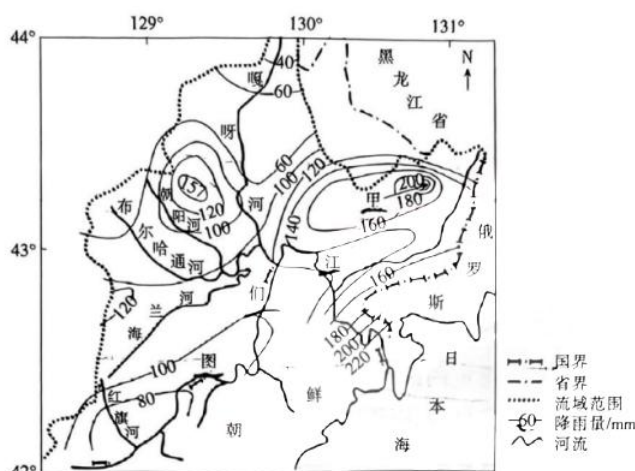 129° 130° 131°
44°
40
60
嘎
呀
河
黑
龙
江
省
N
60
120
100
151
朝
阳
河
120
100
200
180
甲
160
140
布
尔
哈
通
河
43°
俄
罗
斯
江
们
图
160
180
200
220
120
海
兰
河
100
80
红
旗
河
朝
鲜
日
本
海
国界
省界
流域范围
60 降雨量/mm
河流